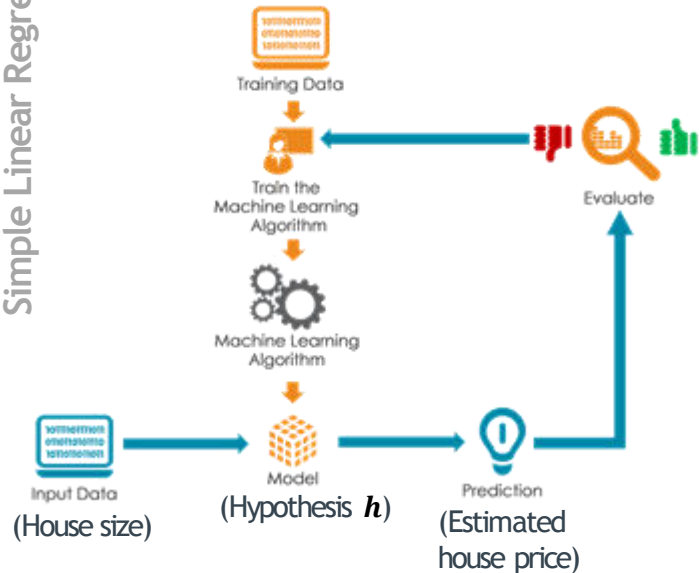 Simple Linear Regre
Training Data
Train the
Machine Learning
Algorithm
Evaluate
Machine Learning
Algorithm
Input Data
(House size)
Model
(Hypothesis h)
Prediction
(Estimated
house price)